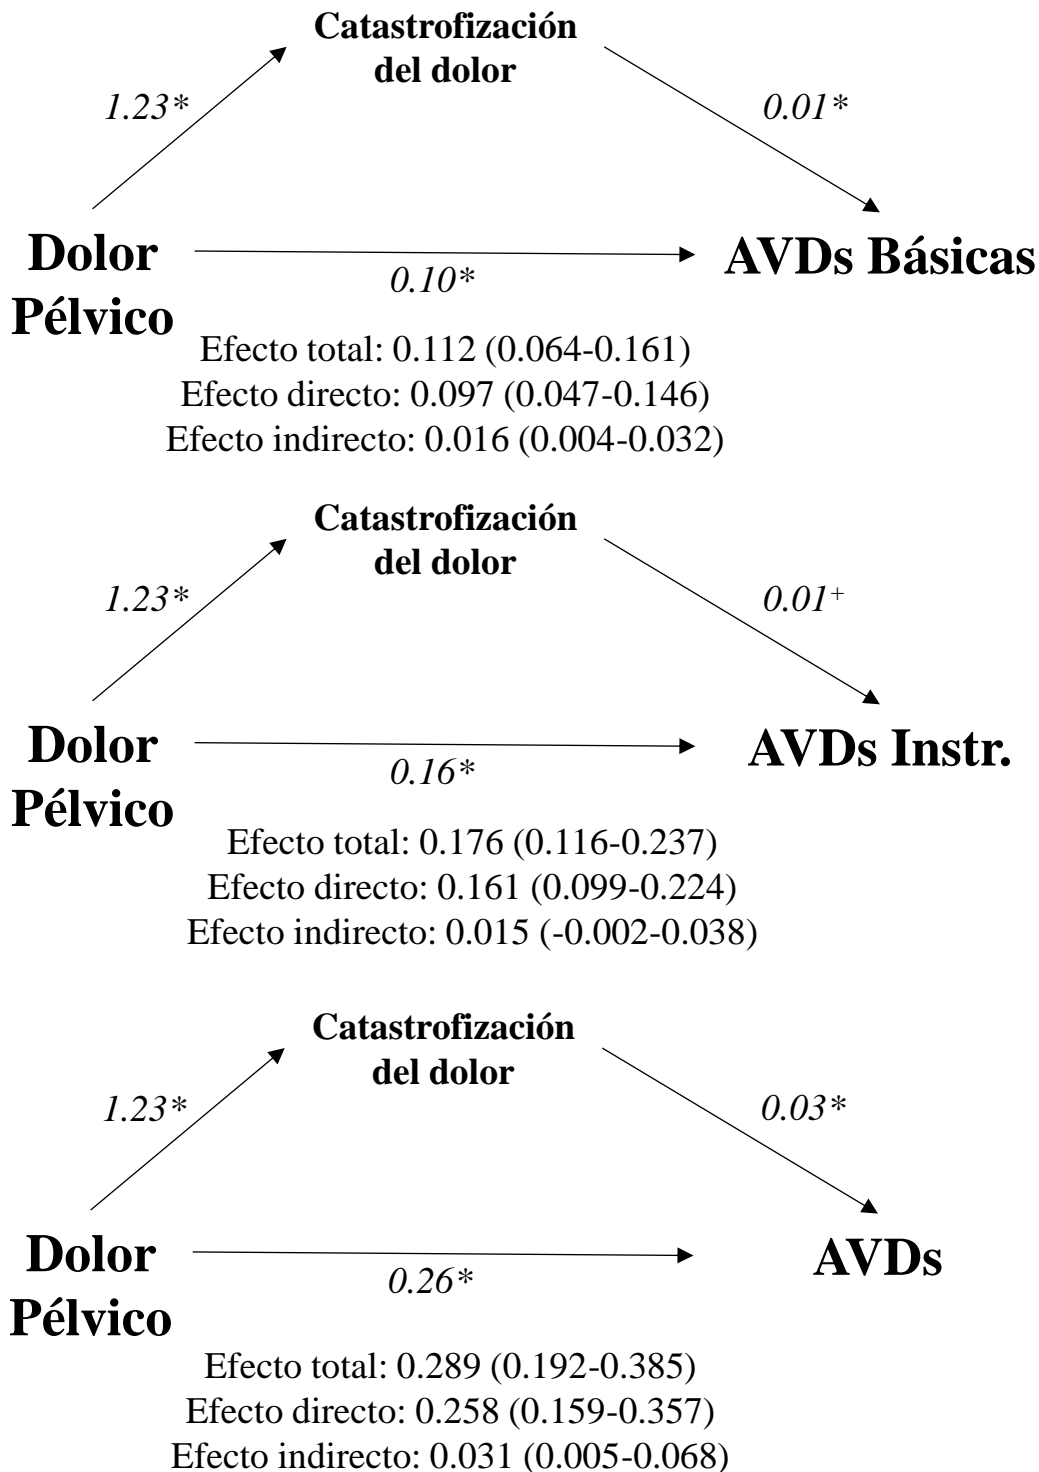 Catastrofización
del dolor
1.23*
0.01*
Dolor
Pélvico
AVDs Básicas
0.10*
Efecto total: 0.112 (0.064-0.161)
Efecto directo: 0.097 (0.047-0.146)
Efecto indirecto: 0.016 (0.004-0.032)
Catastrofización
del dolor
1.23*
0.01+
Dolor
Pélvico
AVDs Instr.
0.16*
Efecto total: 0.176 (0.116-0.237)
Efecto directo: 0.161 (0.099-0.224)
Efecto indirecto: 0.015 (-0.002-0.038)
Catastrofización
del dolor
1.23*
0.03*
Dolor
Pélvico
AVDs
0.26*
Efecto total: 0.289 (0.192-0.385)
Efecto directo: 0.258 (0.159-0.357)
Efecto indirecto: 0.031 (0.005-0.068)